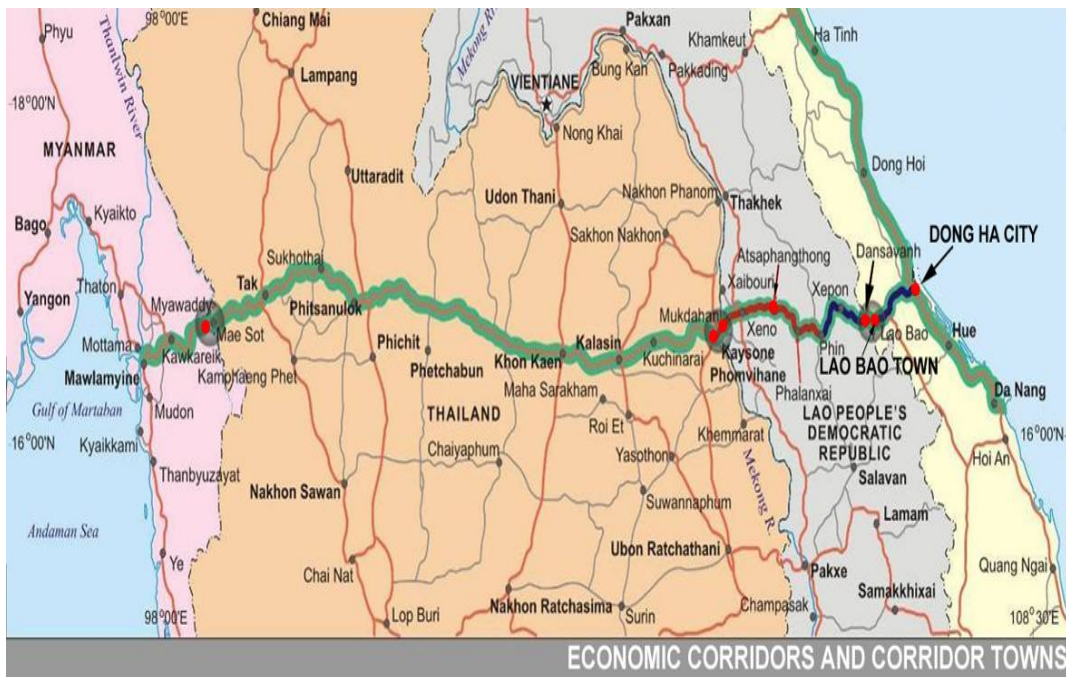 98°00'E
Phyu
Thanlwin River
Chiang Mai
Mekong Ri
Pakxan
Khamkeut
Ha Tinh
Lampang
VIENTIANE
Bung Kan
Pakkading
18°00'N
Nong Khai
MYANMAR
Uttaradit
Dong Hoi
Udon Thani
Nakhon Phanom
Thakhek
Kyaikto
Bago
Sakhon Nakhon
DONG HA CITY
Atsaphangthong
Dansavanh
Sukhothai
Thaton
Tak
Xaibouri
Yangon
Myawaddy
Phitsanulok
Mukdahan
Xepon
Mae Sot
Xeno
Lao Bao
Hue
Mottama
Phichit
Kalasin
Phin
Kawkareik
Khon Kaen
Kuchinarai
Kaysone
Phomvihane
LAO BAO TOWN
Mawlamyine
Kamphaeng Phet
Phetchabun
Maha Sarakham
Phalanxai
Da Nang
Gulf of Martaban
Mudon
THAILAND
Roi Et
LAO PEOPLE'S
DEMOCRATIC
REPUBLIC
16°00'N
16°00'N
Kyaikkami
Khemmarat
Chaiyaphum
Yasothon
Mekong R.
Hoi An
Thanbyuzayat
Salavan
Nakhon Sawan
Suwannaphum
Andaman Sea
Lamam
Ubon Ratchathani
Ye
Chai Nat
Pakxe
Quang Ngai
Samakkhixai
Nakhon Ratchasima
Surin
Champasak
98°00'E
Lop Buri
108°30'E
ECONOMIC CORRIDORS AND CORRIDOR TOWNS